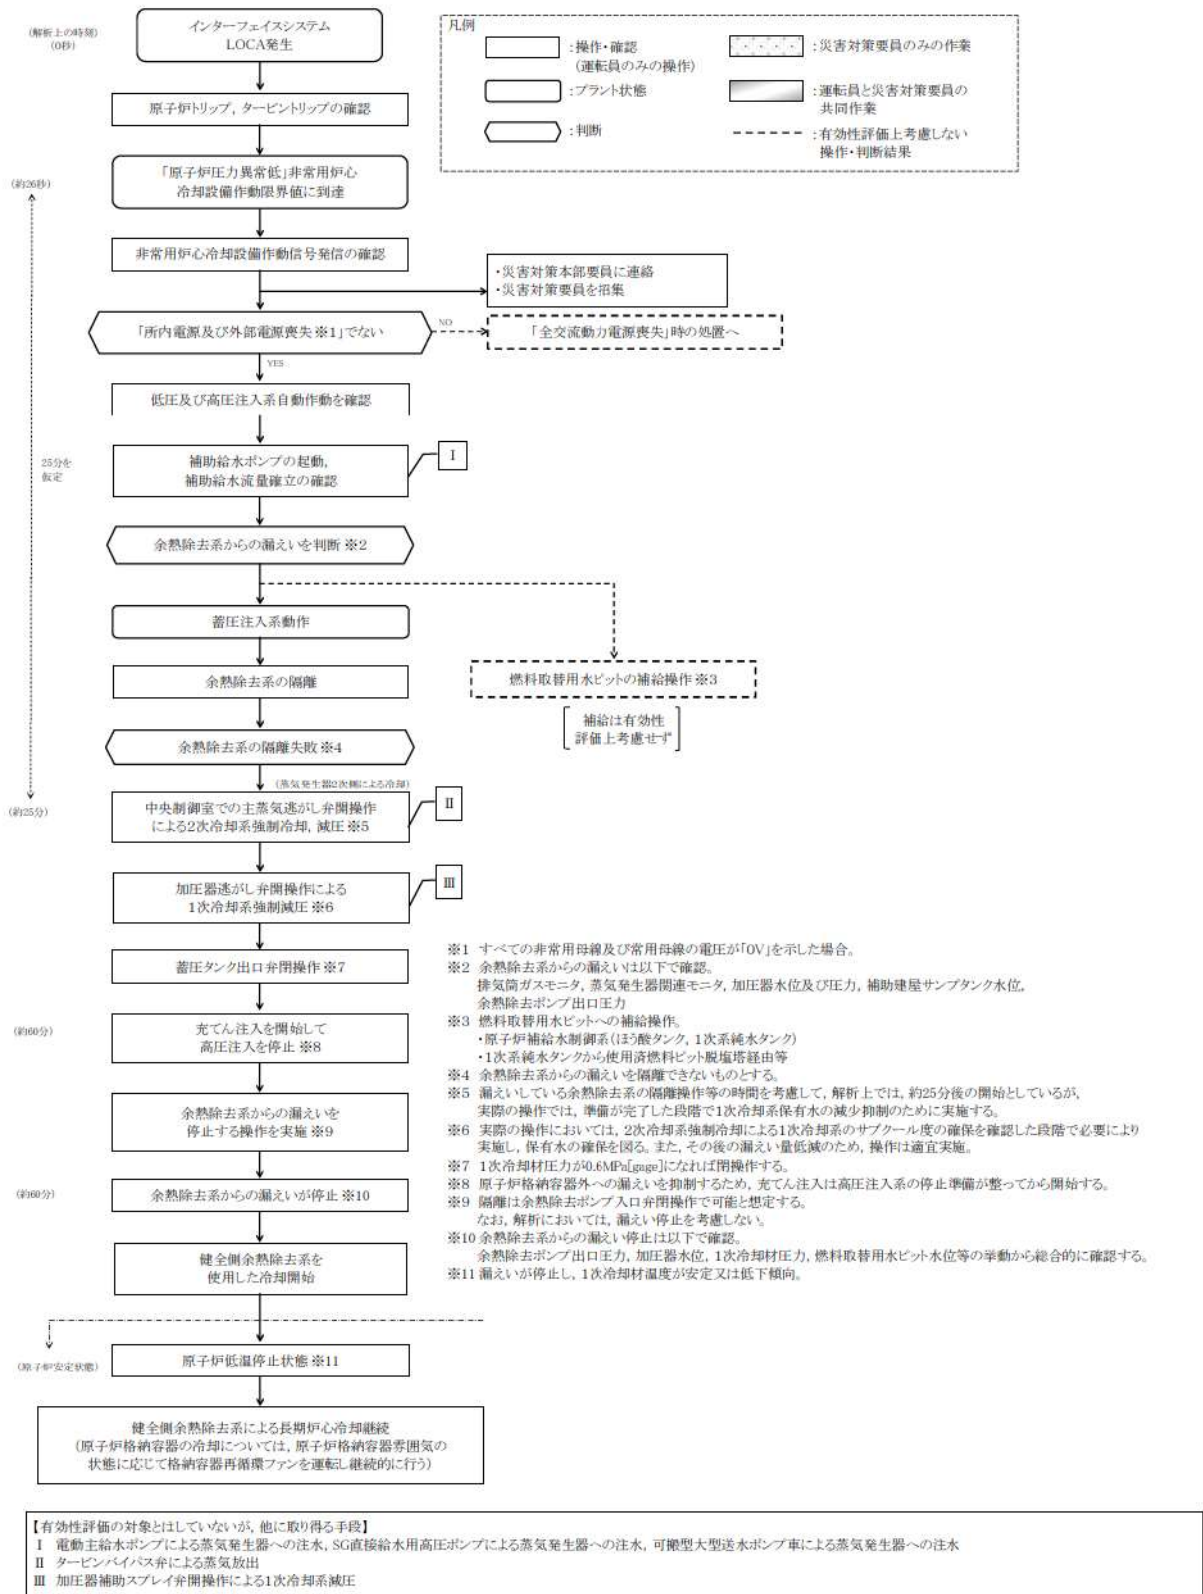 (解析上の時刻)
(0秒)
インターフェイスシステム
LOCA発生
凡例
:操作・確認
(運転員のみの操作)
:災害対策要員のみの作業
:プラント状態
:運転員と災害対策要員の
共同作業
:判断
:有効性評価上考慮しない
操作・判断結果
原子炉トリップ, タービントリップの確認
(約26秒)
「原子炉圧力異常低」非常用炉心
冷却設備作動限界値に到達
非常用炉心冷却設備作動信号発信の確認
・災害対策本部要員に連絡
・災害対策要員を招集
「所内電源及び外部電源喪失※1」でない
NO
「全交流動力電源喪失」時の処置へ
YES
低圧及び高圧注入系自動作動を確認
25分を
仮定
補助給水ポンプの起動,
補助給水流量確立の確認
I
余熱除去系からの漏えいを判断※2
蓄圧注入系動作
余熱除去系の隔離
燃料取替用水ピットの補給操作※3
補給は有効性
評価上考慮せず
余熱除去系の隔離失敗※4
(蒸気発生器2次側による冷却)
(約25分)
中央制御室での主蒸気逃がし弁開操作
による2次冷却系強制冷却, 減圧※5
II
加圧器逃がし弁開操作による
1次冷却系強制減圧※6
III
蓄圧タンク出口弁閉操作※7
(約60分)
充てん注入を開始して
高圧注入を停止※8
余熱除去系からの漏えいを
停止する操作を実施※9
(約60分)
余熱除去系からの漏えいが停止※10
健全側余熱除去系を
使用した冷却開始
(原子炉安定状態)
原子炉低温停止状態※11
健全側余熱除去系による長期炉心冷却継続
(原子炉格納容器の冷却については, 原子炉格納容器雰囲気の
状態に応じて格納容器再循環ファンを運転し継続的に行う)
※1 すべての非常用母線及び常用母線の電圧が「0V」を示した場合。
※2 余熱除去系からの漏えいは以下で確認。
排気筒ガスモニタ, 蒸気発生器関連モニタ, 加圧器水位及び圧力, 補助建屋サンプタンク水位,
余熱除去ポンプ出口圧力
※3 燃料取替用水ピットへの補給操作。
・原子炉補給水制御系(ほう酸タンク, 1次系純水タンク)
・1次系純水タンクから使用済燃料ピット脱塩塔経由等
※4 余熱除去系からの漏えいを隔離できないものとする。
※5 漏えいしている余熱除去系の隔離操作等の時間を考慮して, 解析上では, 約25分後の開始としているが,
実際の操作では, 準備が完了した段階で1次冷却系保有水の減少抑制のために実施する。
※6 実際の操作においては, 2次冷却系強制冷却による1次冷却系のサブクール度の確保を確認した段階で必要により
実施し, 保有水の確保を図る。また, その後の漏えい量低減のため, 操作は適宜実施。
※7 1次冷却材圧力が0.6MPa[gage]になれば閉操作する。
※8 原子炉格納容器外への漏えいを抑制するため, 充てん注入は高圧注入系の停止準備が整ってから開始する。
※9 隔離は余熱除去ポンプ入口弁閉操作で可能と想定する。
なお, 解析においては, 漏えい停止を考慮しない。
※10 余熱除去系からの漏えい停止は以下で確認。
余熱除去ポンプ出口圧力, 加圧器水位, 1次冷却材圧力, 燃料取替用水ピット水位等の挙動から総合的に確認する。
※11 漏えいが停止し, 1次冷却材温度が安定又は低下傾向。
【有効性評価の対象とはしていないが, 他に取り得る手段】
I 電動主給水ポンプによる蒸気発生器への注水, SG直接給水用高圧ポンプによる蒸気発生器への注水, 可搬型大型送水ポンプ車による蒸気発生器への注水
II タービンバイパス弁による蒸気放出
III 加圧器補助スプレイ弁開操作による1次冷却系減圧